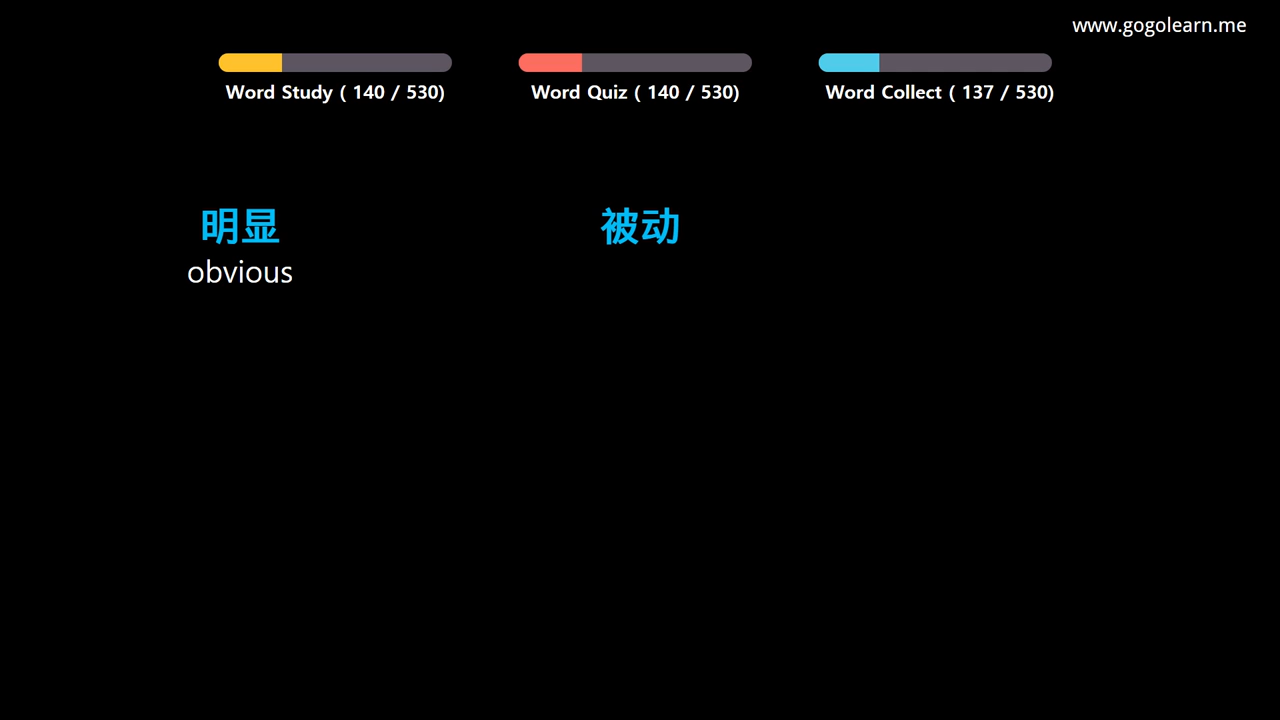 www.gogolearn.me
Word Study ( 140 / 530)
Word Quiz ( 140 / 530)
Word Collect ( 137 / 530)
明显
被动
obvious